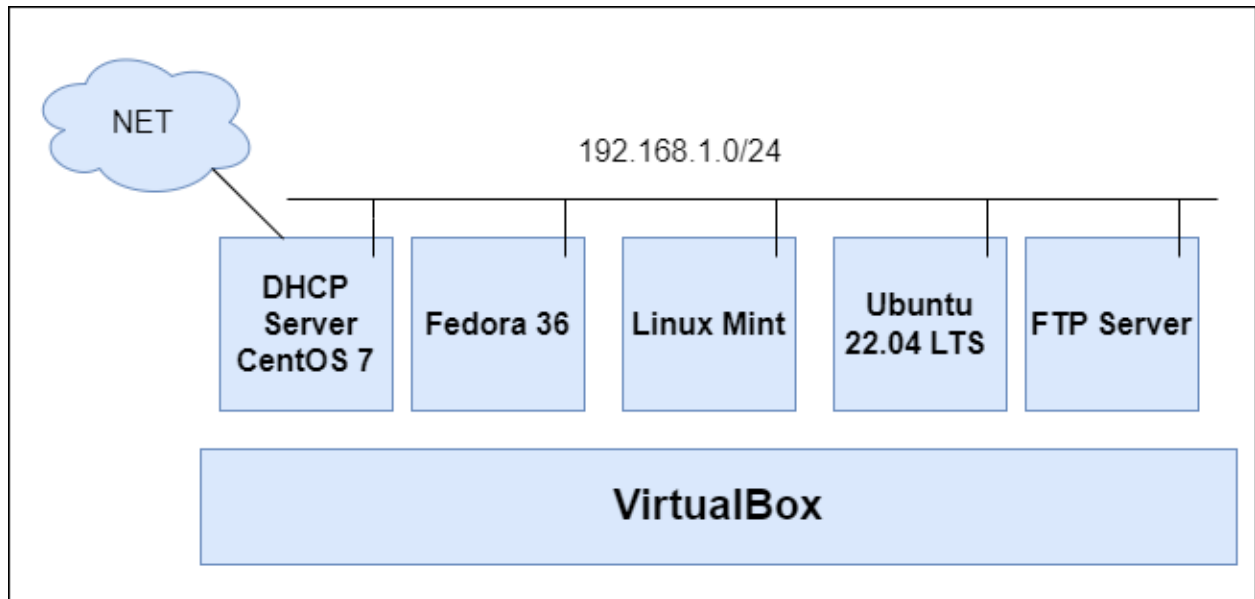 NET
192.168.1.0/24
DHCP
Server
CentOS 7
Fedora 36
Linux Mint
Ubuntu
22.04 LTS
FTP Server
VirtualBox